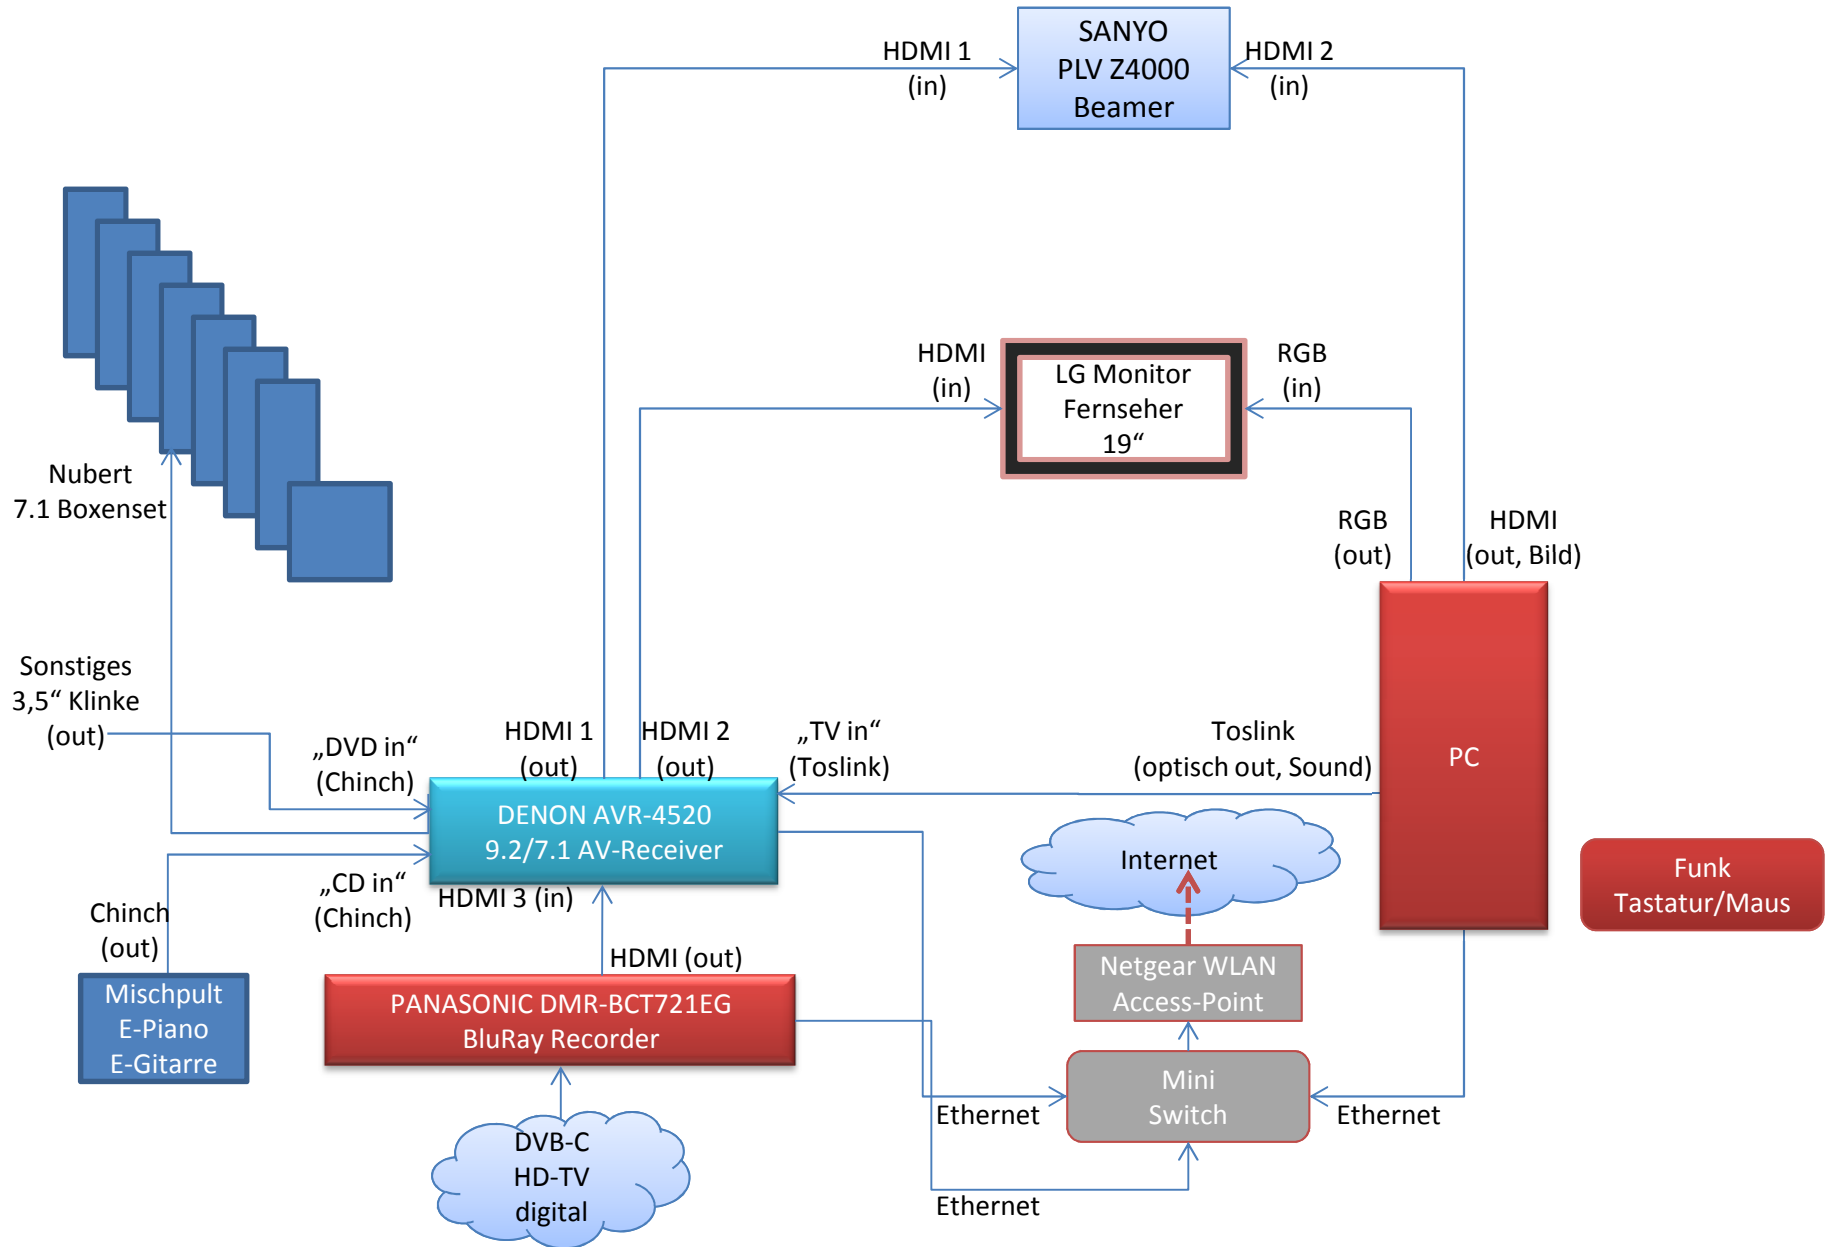 HDMI 1
(in)
SANYO
PLV Z4000
Beamer
HDMI 2
(in)
HDMI
(in)
LG Monitor
Fernseher
19“
RGB
(in)
Nubert
7.1 Boxenset
RGB
(out)
HDMI
(out, Bild)
Sonstiges
3,5“ Klinke
(out)
„DVD in“
(Chinch)
HDMI 1
(out)
HDMI 2
(out)
„TV in“
(Toslink)
Toslink
(optisch out, Sound)
PC
DENON AVR-4520
9.2/7.1 AV-Receiver
Internet
Funk
Tastatur/Maus
„CD in“
(Chinch)
HDMI 3 (in)
Chinch
(out)
HDMI (out)
Mischpult
E-Piano
E-Gitarre
PANASONIC DMR-BCT721EG
BluRay Recorder
Netgear WLAN
Access-Point
Mini
Switch
Ethernet
Ethernet
DVB-C
HD-TV
digital
Ethernet